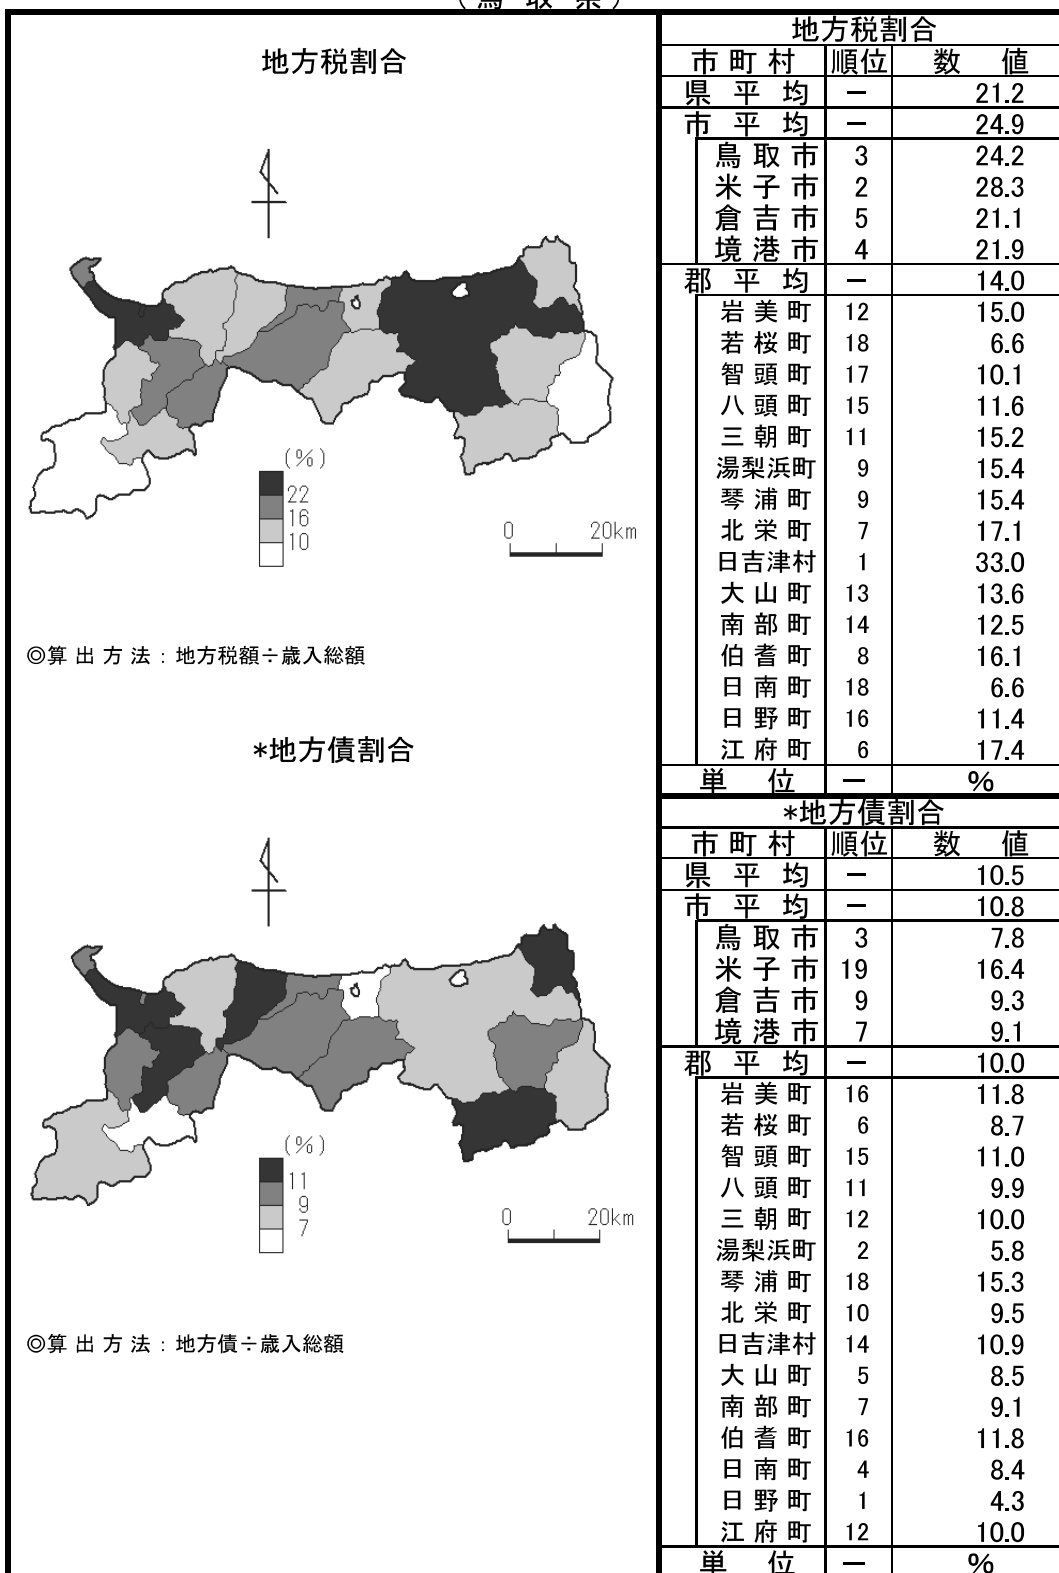 (鳥取県)
地方税割合
(%)
22
16
10
0 20km
◎算出方法:地方税額÷歳入総額
*地方債割合
(%)
11
9
7
0 20km
◎算出方法:地方債÷歳入総額
地方税割合
市町村 順位 数値
県平均 － 21.2
市平均 － 24.9
鳥取市 3 24.2
米子市 2 28.3
倉吉市 5 21.1
境港市 4 21.9
郡平均 － 14.0
岩美町 12 15.0
若桜町 18 6.6
智頭町 17 10.1
八頭町 15 11.6
三朝町 11 15.2
湯梨浜町 9 15.4
琴浦町 9 15.4
北栄町 7 17.1
日吉津村 1 33.0
大山町 13 13.6
南部町 14 12.5
伯耆町 8 16.1
日南町 18 6.6
日野町 16 11.4
江府町 6 17.4
単位 － %
*地方債割合
市町村 順位 数値
県平均 － 10.5
市平均 － 10.8
鳥取市 3 7.8
米子市 19 16.4
倉吉市 9 9.3
境港市 7 9.1
郡平均 － 10.0
岩美町 16 11.8
若桜町 6 8.7
智頭町 15 11.0
八頭町 11 9.9
三朝町 12 10.0
湯梨浜町 2 5.8
琴浦町 18 15.3
北栄町 10 9.5
日吉津村 14 10.9
大山町 5 8.5
南部町 7 9.1
伯耆町 16 11.8
日南町 4 8.4
日野町 1 4.3
江府町 12 10.0
単位 － %